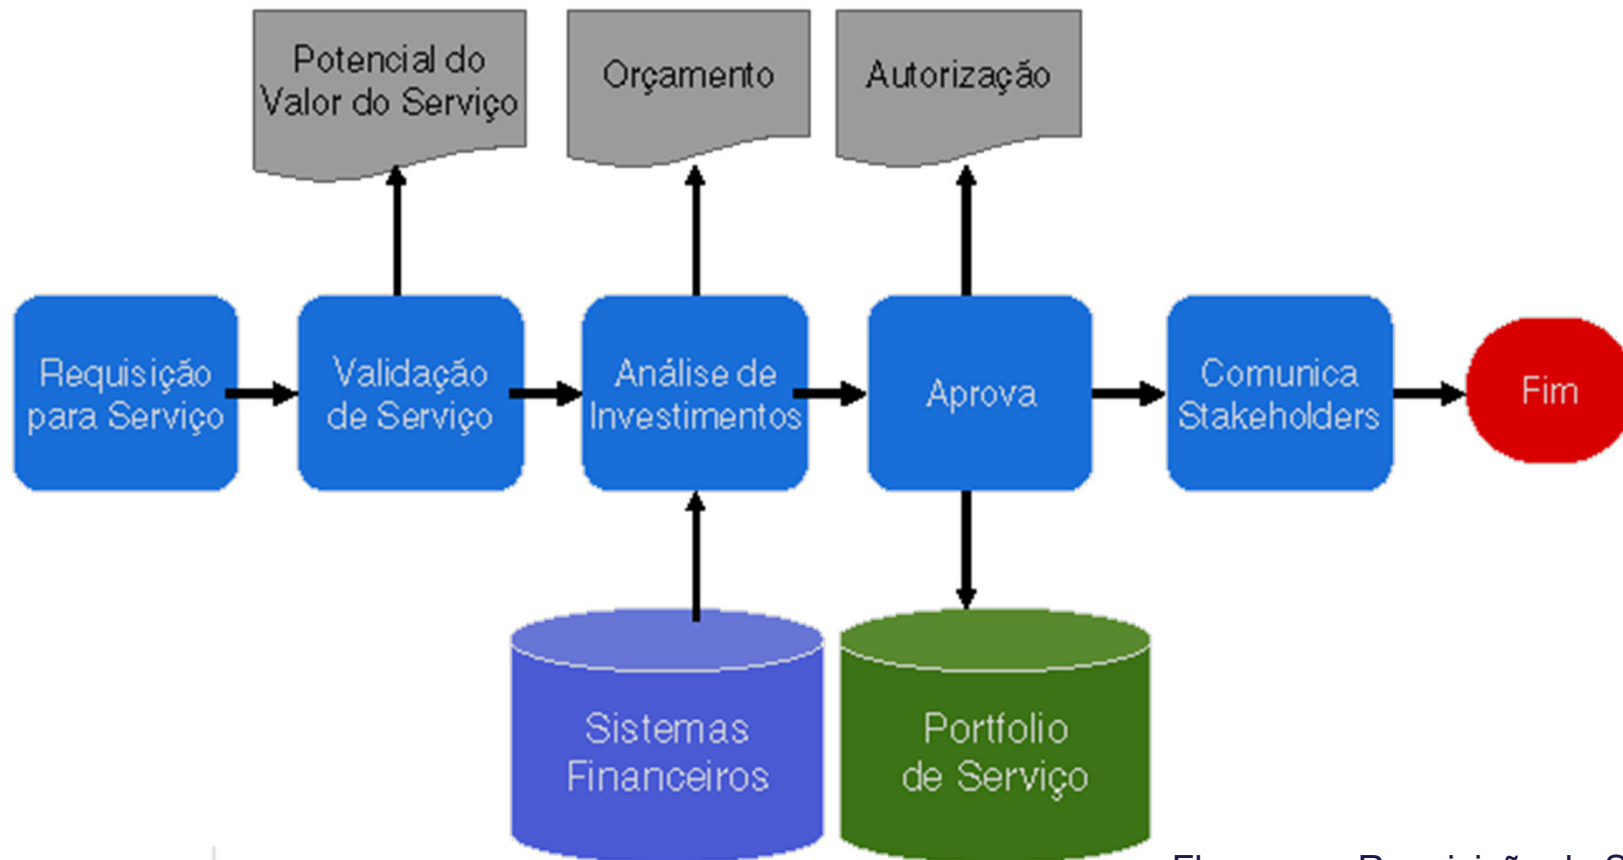 Potencial do
Valor do Serviço
Orçamento
Autorização
Requisição
para Serviço
Validação
de Serviço
Análise de
Investimentos
Aprova
Comunica
Stakeholders
Fim
Sistemas
Financeiros
Portfolio
de Serviço